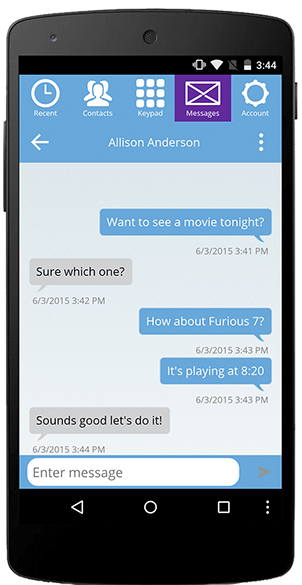 3:44
Recent
Contacts
Keypad
Messages
Account
Allison Anderson
Want to see a movie tonight?
6/3/2015 3:41 PM
Sure which one?
6/3/2015 3:42 PM
How about Furious 7?
6/3/2015 3:43 PM
It's playing at 8:20
6/3/2015 3:43 PM
Sounds good let's do it!
6/3/2015 3:44 PM
Enter message